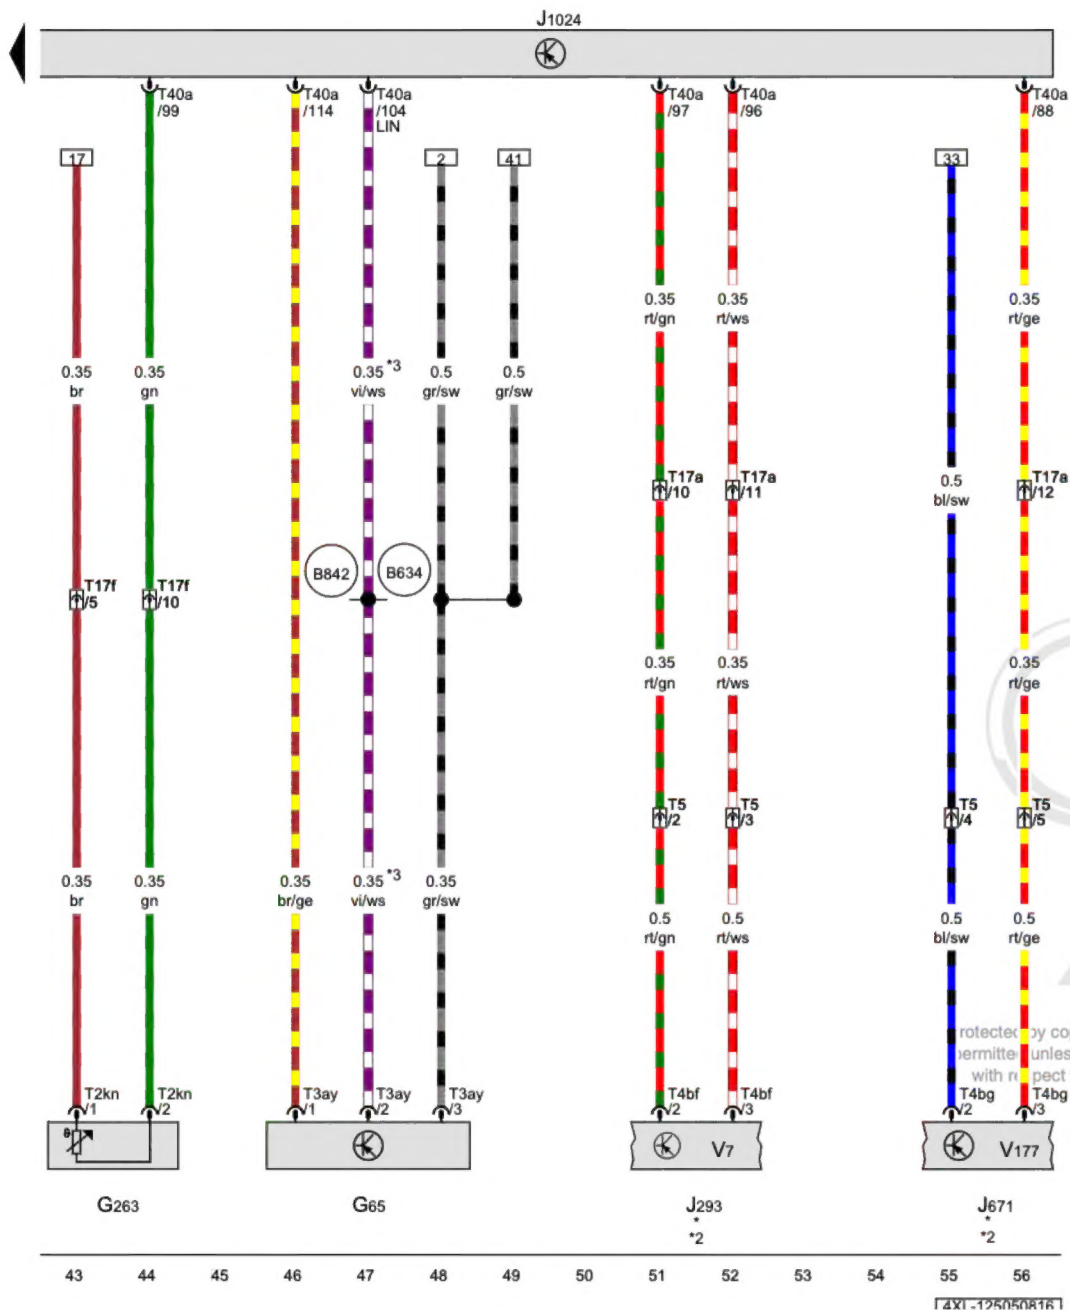 J1024
T40a
/99
T40a
/114
T40a
/104
LIN
T40a
/97
T40a
/96
T40a
/88
17
2
41
33
0.35
rt/gn
0.35
rt/ws
0.35
rt/ge
0.35
br
0.35
gn
0.35 *3
vi/ws
0.5
gr/sw
0.5
gr/sw
T17a
/10
T17a
/11
0.5
bl/sw
T17a
/12
B842
B634
T17f
/5
T17f
/10
0.35
rt/gn
0.35
rt/ws
0.35
rt/ge
T5
/2
T5
/3
T5
/4
T5
/5
0.35
br
0.35
gn
0.35
br/ge
0.35 *3
vi/ws
0.35
gr/sw
0.5
rt/gn
0.5
rt/ws
0.5
bl/sw
0.5
rt/ge
rotected by co
permitted unles
with respect
T2kn
/1
T2kn
/2
T3ay
/1
T3ay
/2
T3ay
/3
T4bf
/2
T4bf
/3
T4bg
/2
T4bg
/3
V7
V177
G263
G65
J293
*
*2
J671
*
*2
43 44 45 46 47 48 49 50 51 52 53 54 55 56
4XL-125050816